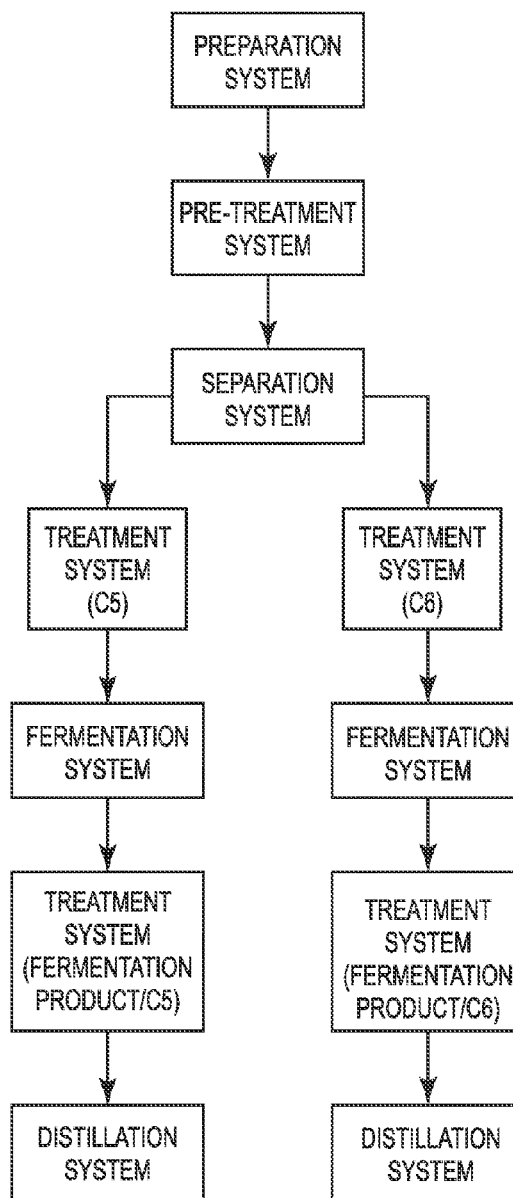 PREPARATION
SYSTEM
PRE-TREATMENT
SYSTEM
SEPARATION
SYSTEM
TREATMENT
SYSTEM
(C5)
TREATMENT
SYSTEM
(C6)
FERMENTATION
SYSTEM
FERMENTATION
SYSTEM
TREATMENT
SYSTEM
(FERMENTATION
PRODUCT/C5)
TREATMENT
SYSTEM
(FERMENTATION
PRODUCT/C6)
DISTILLATION
SYSTEM
DISTILLATION
SYSTEM